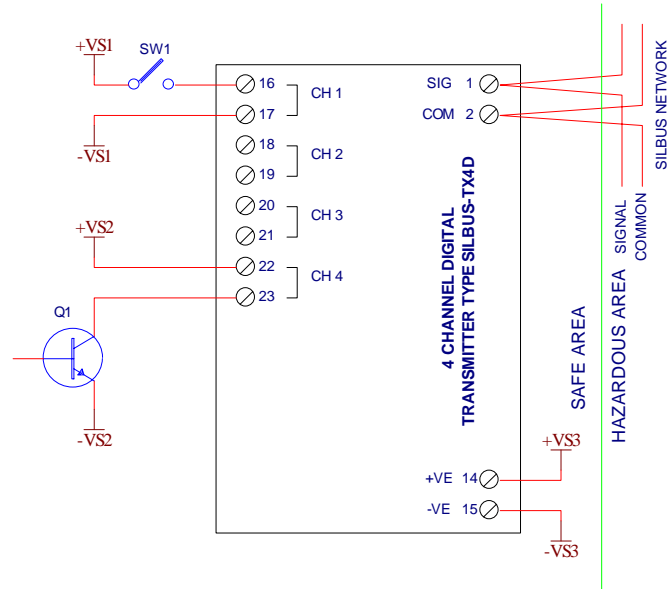 +VS1
SW1
-VS1
16
17
CH 1
18
19
CH 2
20
21
CH 3
+VS2
22
23
CH 4
Q1
-VS2
SIG 1
COM 2
4 CHANNEL DIGITAL
TRANSMITTER TYPE SILBUS-TX4D
+VE 14
-VE 15
+VS3
-VS3
SAFE AREA
HAZARDOUS AREA
SIGNAL
COMMON
SILBUS NETWORK